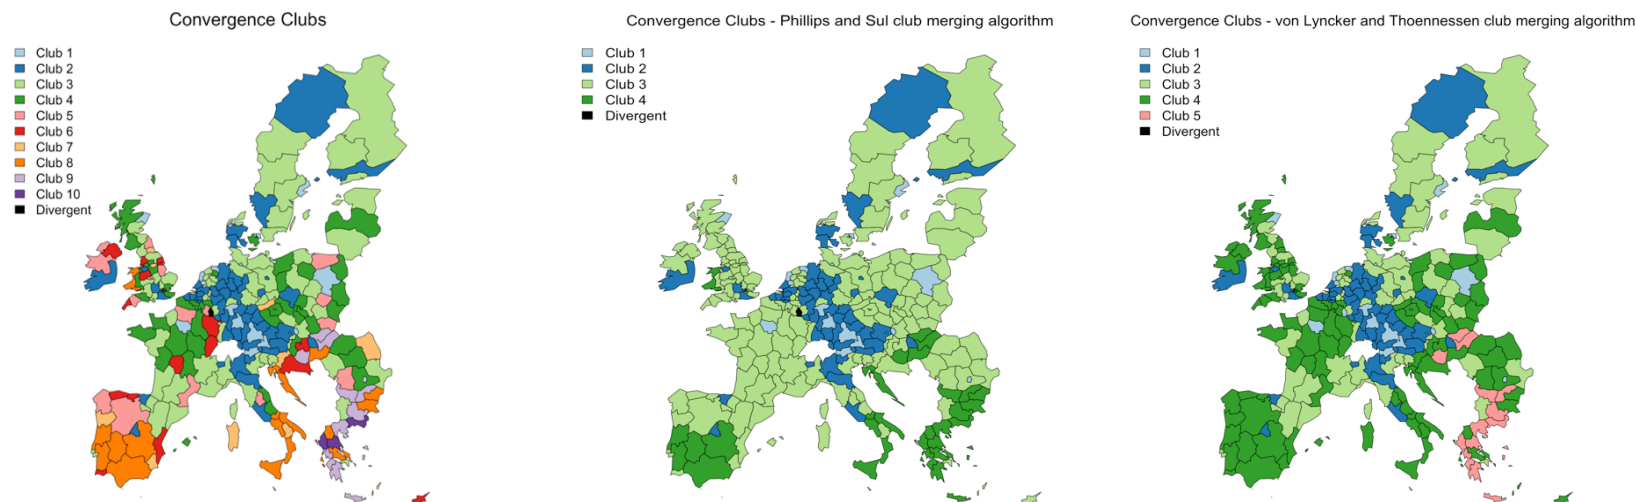 Convergence Clubs
Club 1
Club 2
Club 3
Club 4
Club 5
Club 6
Club 7
Club 8
Club 9
Club 10
Divergent
Convergence Clubs - Phillips and Sul club merging algorithm
Club 1
Club 2
Club 3
Club 4
Divergent
Convergence Clubs - von Lyncker and Thoennessen club merging algorithm
Club 1
Club 2
Club 3
Club 4
Club 5
Divergent